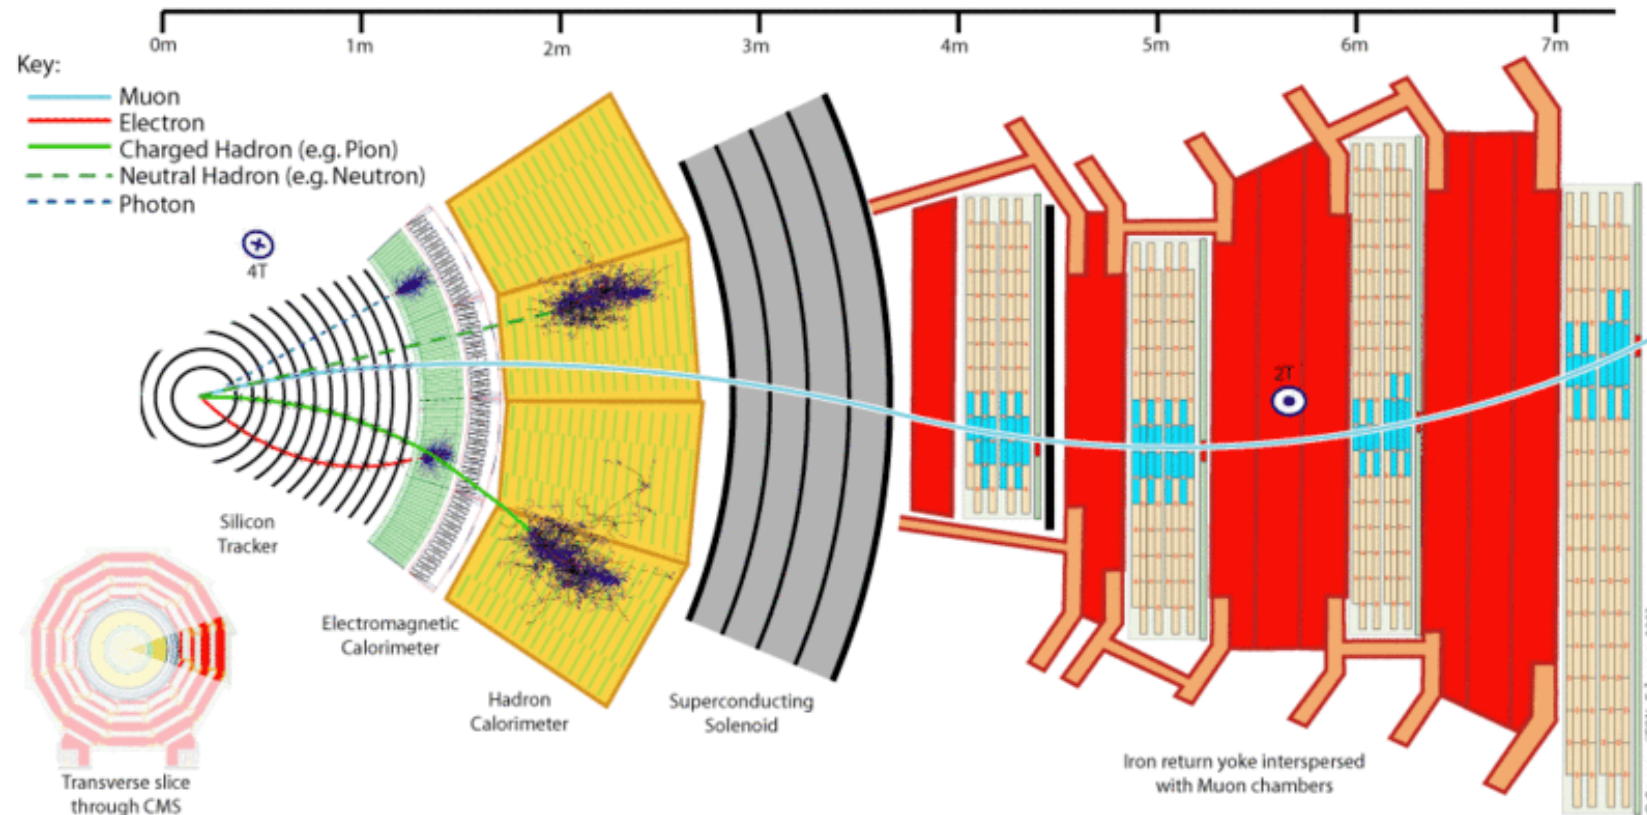 0m 1m 2m 3m 4m 5m 6m 7m
Key:
Muon
Electron
Charged Hadron (e.g. Pion)
Neutral Hadron (e.g. Neutron)
Photon
4T
2T
Silicon
Tracker
Electromagnetic
Calorimeter
Hadron
Calorimeter
Superconducting
Solenoid
Iron return yoke interspersed
with Muon chambers
Transverse slice
through CMS